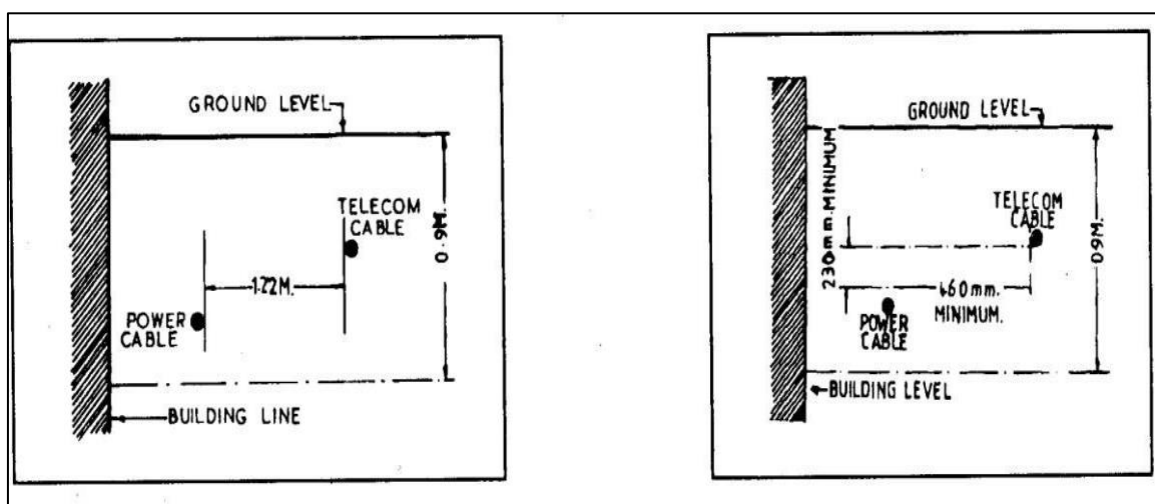 GROUND LEVEL
TELECOM
CABLE
0.9M.
1.22M.
POWER
CABLE
BUILDING LINE
GROUND LEVEL
230mm.MINIMUM
TELECOM
CABLE
0.9M.
460mm.
MINIMUM.
POWER
CABLE
BUILDING LEVEL